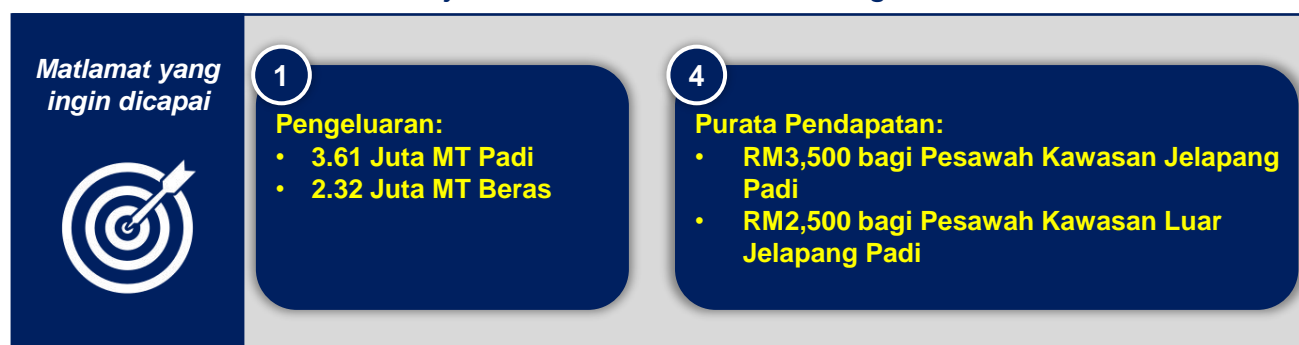 Matlamat yang
ingin dicapai
1
Pengeluaran:
• 3.61 Juta MT Padi
• 2.32 Juta MT Beras
4
Purata Pendapatan:
• RM3,500 bagi Pesawah Kawasan Jelapang
Padi
• RM2,500 bagi Pesawah Kawasan Luar
Jelapang Padi